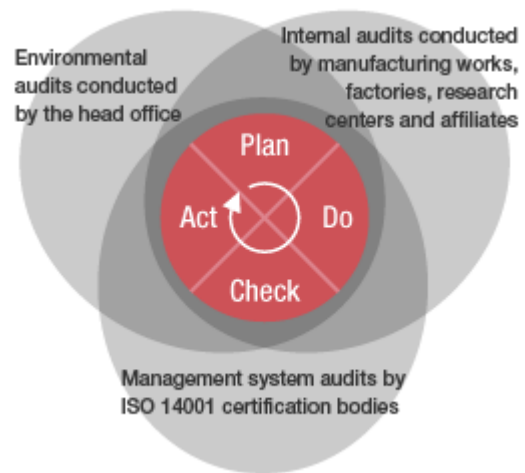 Environmental
audits conducted
by the head office
Internal audits conducted
by manufacturing works,
factories, research
centers and affiliates
Plan
Act
Do
Check
Management system audits by
ISO 14001 certification bodies